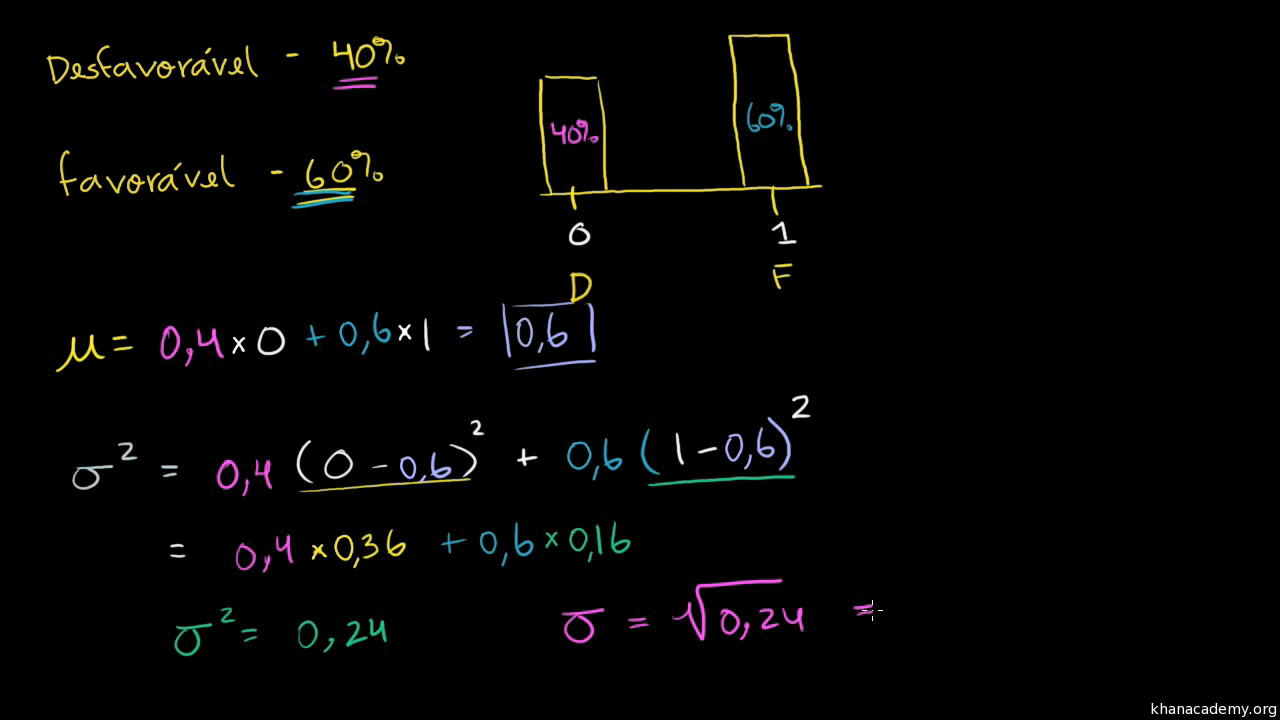 Desfavorável - 40%
favorável - 60%
40%
60%
0
1
D
F
μ = 0,4 × 0 + 0,6 × 1 = 0,6
σ² = 0,4 (0 - 0,6)² + 0,6 (1 - 0,6)²
= 0,4 × 0,36 + 0,6 × 0,16
σ² = 0,24
σ = √0,24 =
khanacademy.org